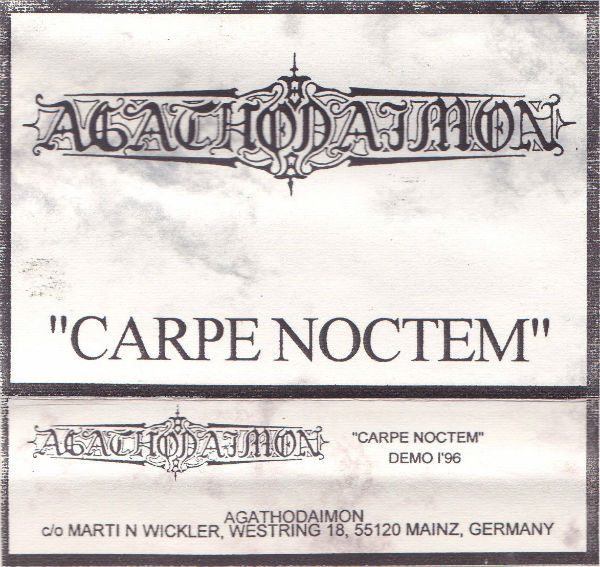 AGATHODAIMON
"CARPE NOCTEM"
AGATHODAIMON
"CARPE NOCTEM"
DEMO I'96
AGATHODAIMON
c/o MARTI N WICKLER, WESTRING 18, 55120 MAINZ, GERMANY